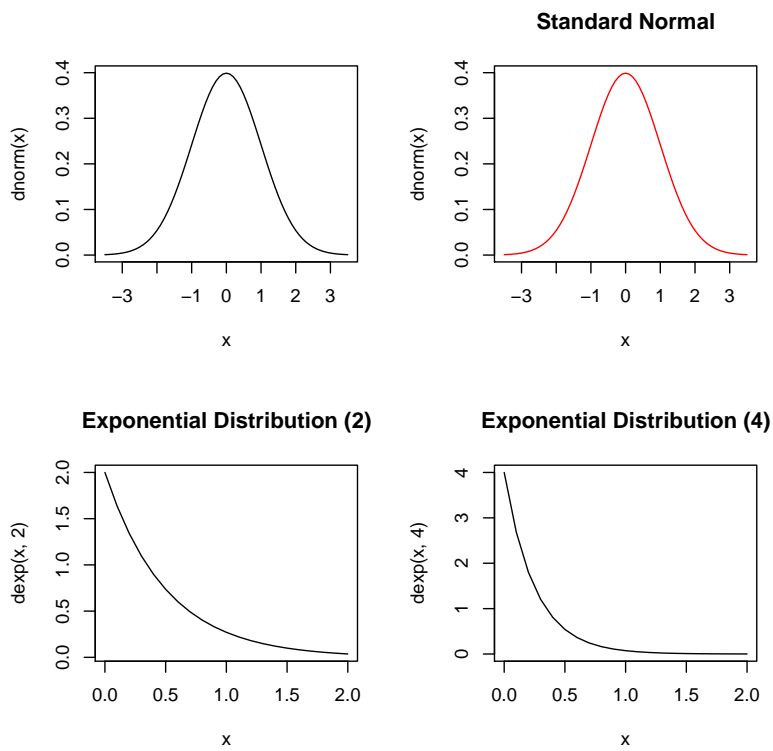 dnorm(x)
0.0 0.1 0.2 0.3 0.4
−3 −1 0 1 2 3
x
Standard Normal
dnorm(x)
0.0 0.1 0.2 0.3 0.4
−3 −1 0 1 2 3
x
Exponential Distribution (2)
dexp(x, 2)
0.0 0.5 1.0 1.5 2.0
0.0 0.5 1.0 1.5 2.0
x
Exponential Distribution (4)
dexp(x, 4)
0 1 2 3 4
0.0 0.5 1.0 1.5 2.0
x